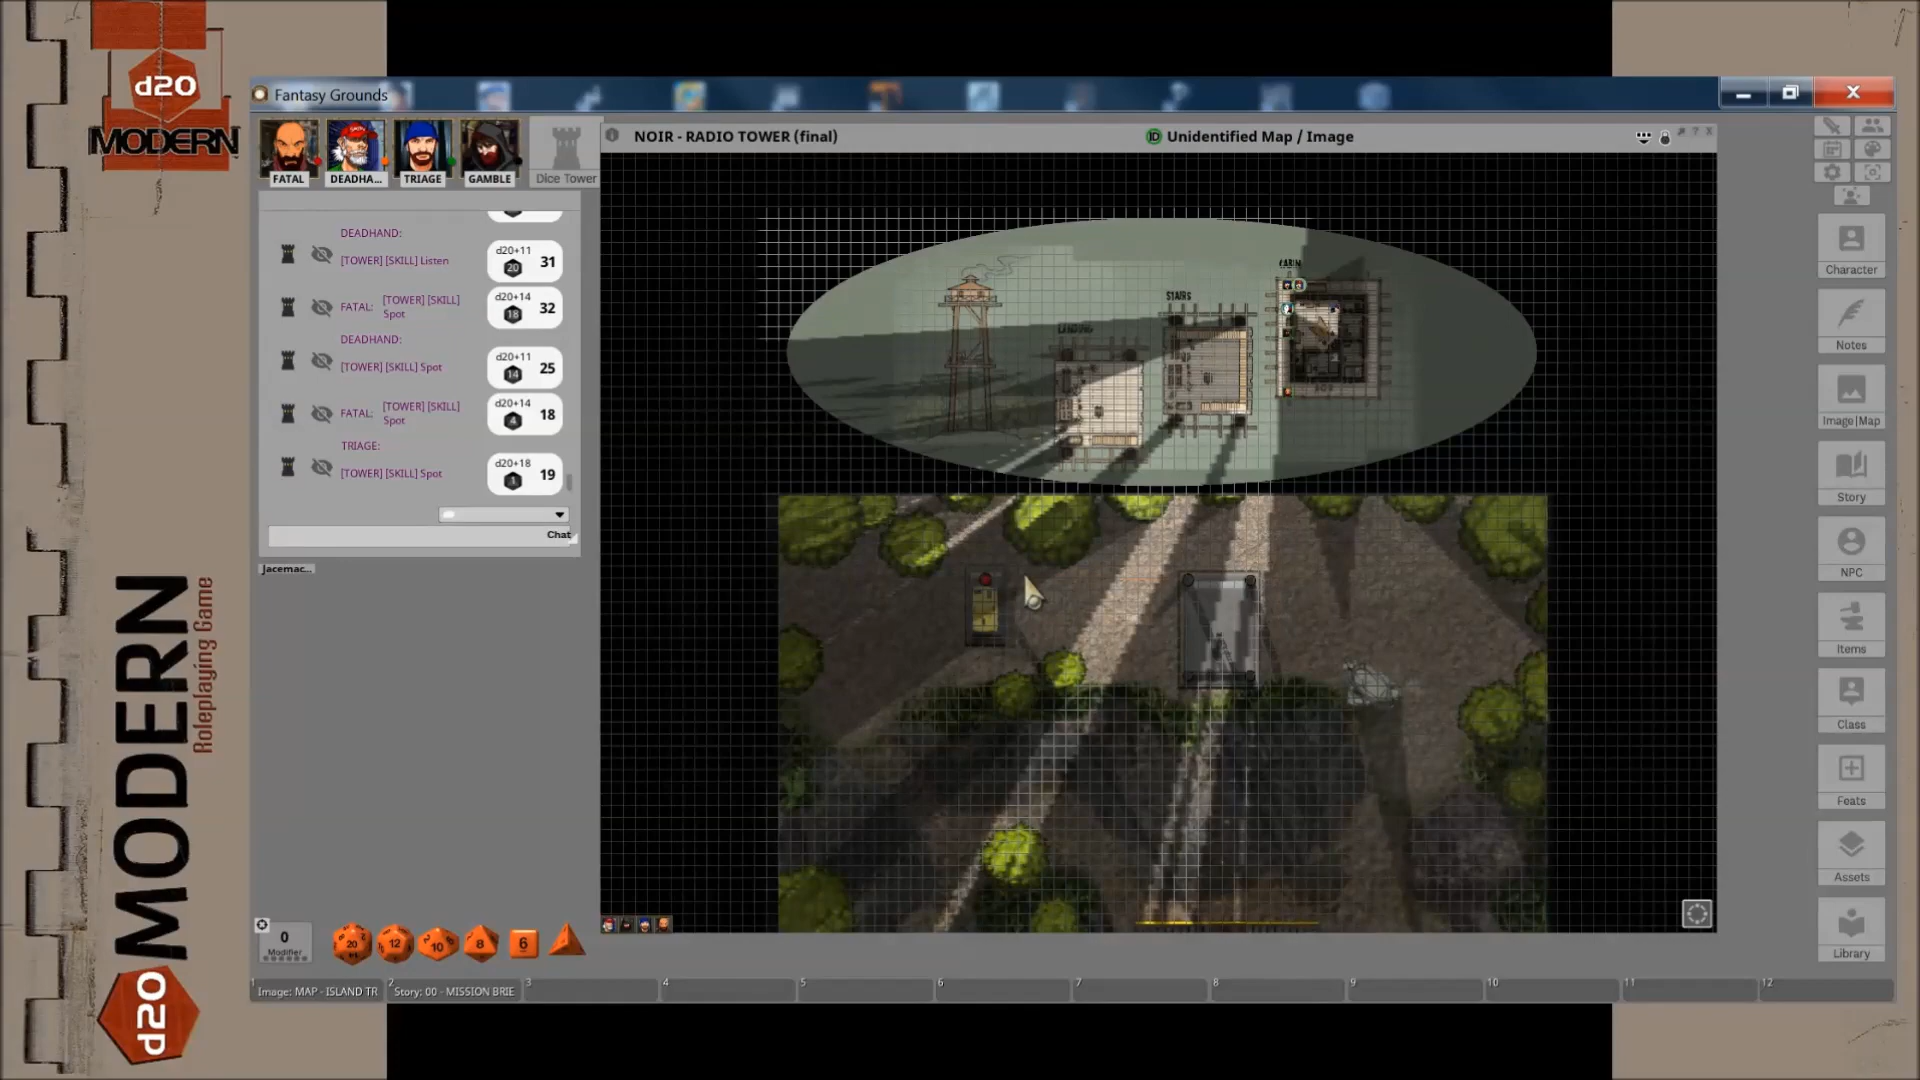 d20
MODERN
Fantasy Grounds
FATAL
DEADHA...
TRIAGE
GAMBLE
Dice Tower
NOIR - RADIO TOWER (final)
ID Unidentified Map / Image
DEADHAND:
[TOWER] [SKILL] Listen
d20+11
20
31
FATAL: [TOWER] [SKILL]
Spot
d20+14
18
32
DEADHAND:
[TOWER] [SKILL] Spot
d20+11
14
25
FATAL: [TOWER] [SKILL]
Spot
d20+14
4
18
TRIAGE:
[TOWER] [SKILL] Spot
d20+18
1
19
Chat
Jacemac...
LANDING
STAIRS
CABIN
Character
Notes
Image|Map
Story
NPC
Items
Class
Feats
Assets
Library
0
Modifier
20
12
10
8
6
1
2
3
4
5
6
7
8
9
10
11
12
Image: MAP - ISLAND TR
Story: 00 - MISSION BRIE
d20
MODERN
Roleplaying Game